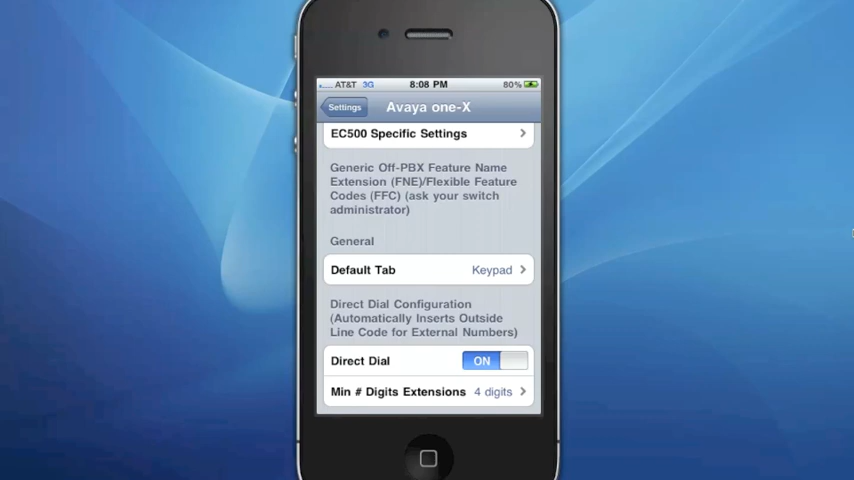 AT&T 3G 8:08 PM 80%
Settings Avaya one-X
EC500 Specific Settings
Generic Off-PBX Feature Name
Extension (FNE)/Flexible Feature
Codes (FFC) (ask your switch
administrator)
General
Default Tab Keypad
Direct Dial Configuration
(Automatically Inserts Outside
Line Code for External Numbers)
Direct Dial ON
Min # Digits Extensions 4 digits